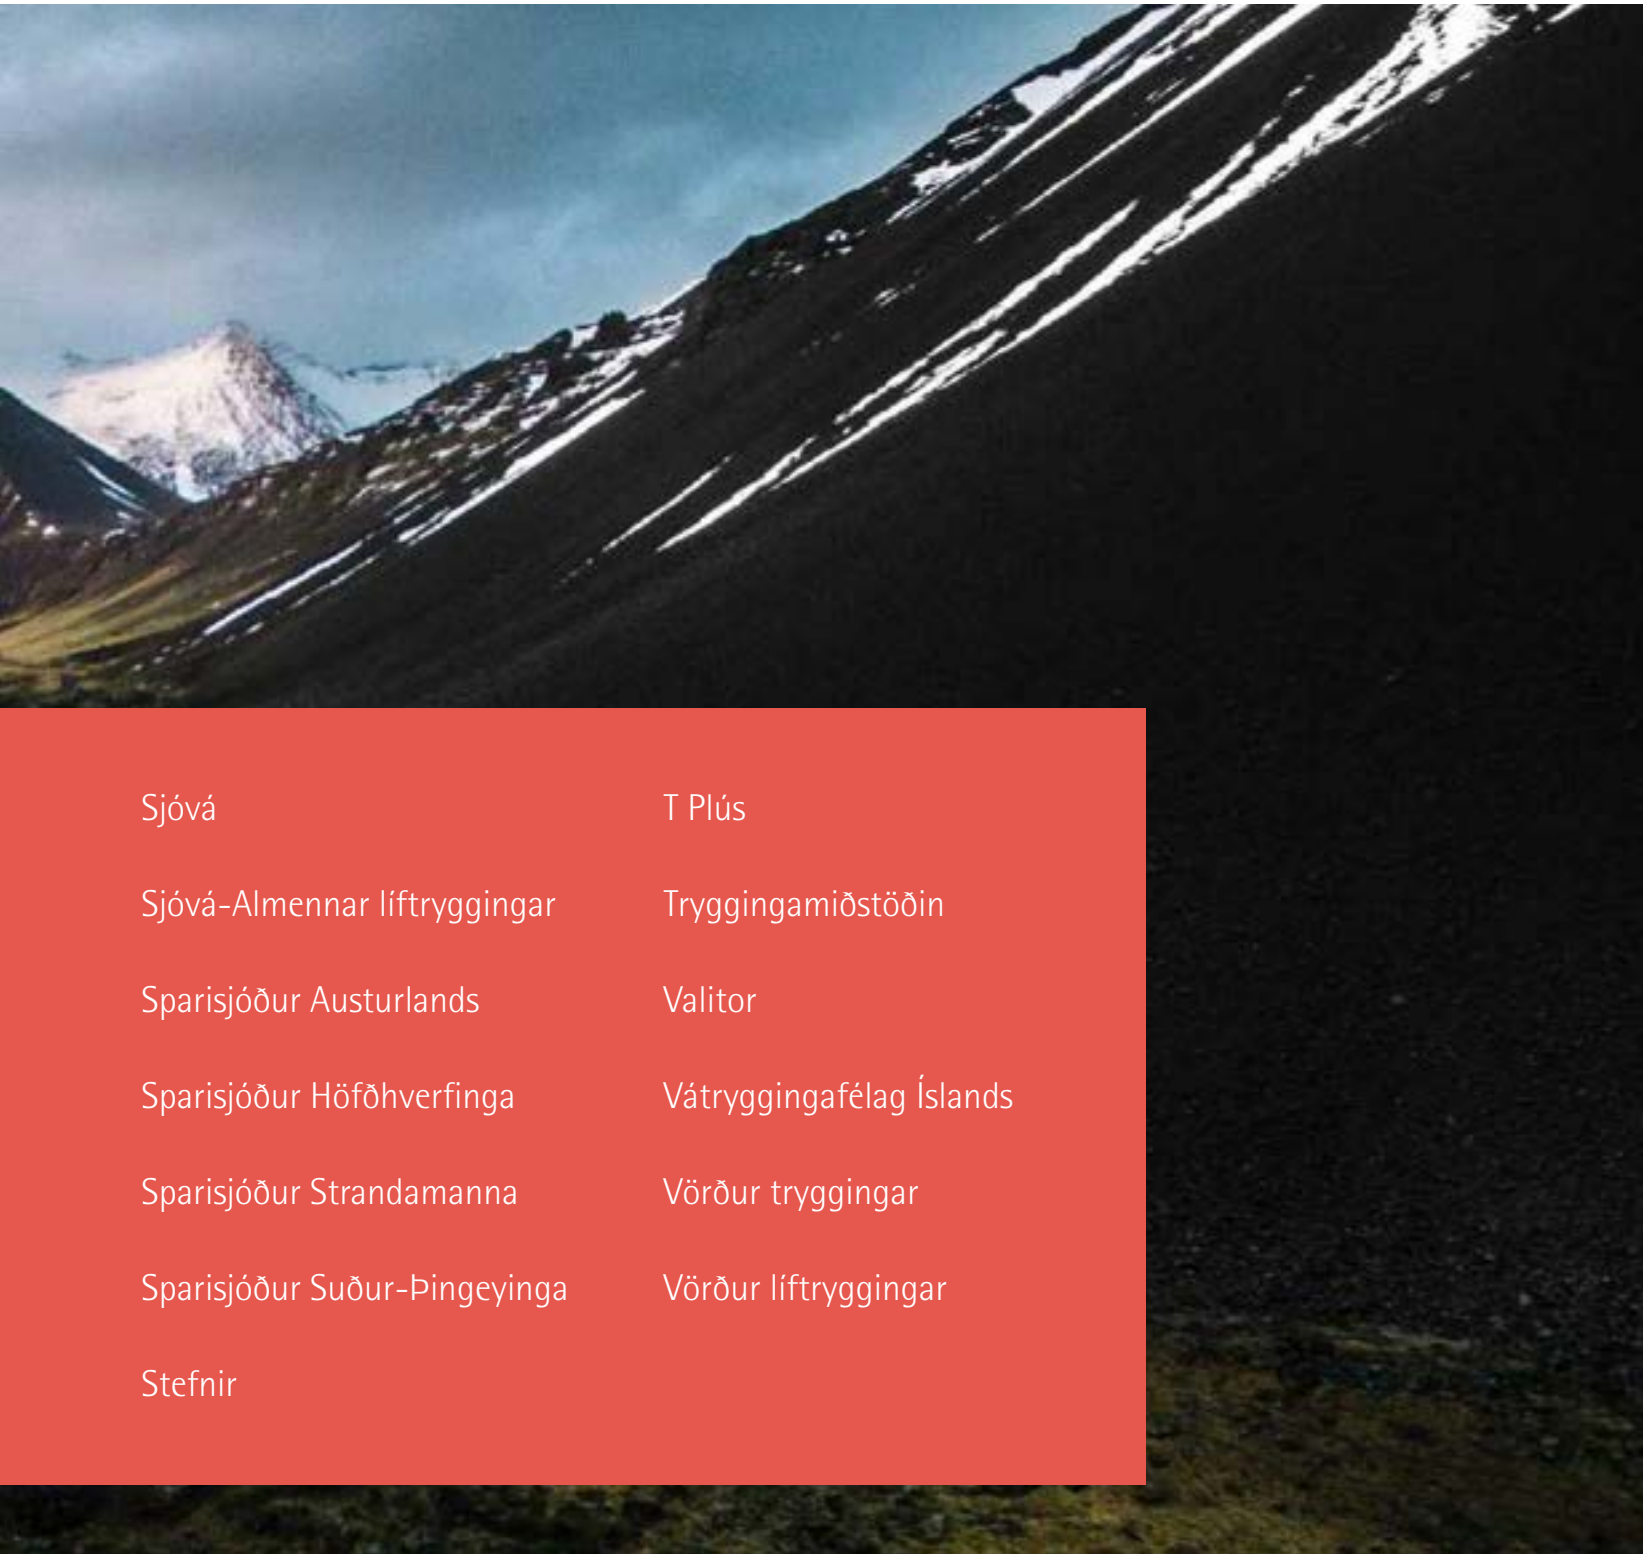 Sjóvá
Sjóvá-Almennar líftryggingar
Sparisjóður Austurlands
Sparisjóður Höfðhverfinga
Sparisjóður Strandamanna
Sparisjóður Suður-Þingeyinga
Stefnir
T Plús
Tryggingamiðstöðin
Valitor
Vátryggingafélag Íslands
Vörður tryggingar
Vörður líftryggingar